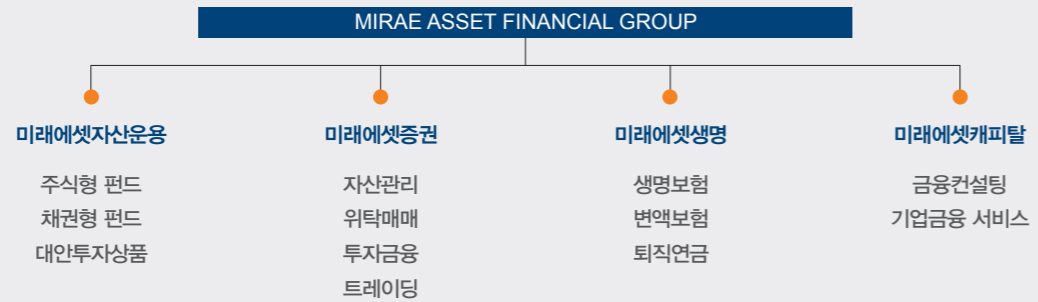 MIRAE ASSET FINANCIAL GROUP
미래에셋자산운용
주식형 펀드
채권형 펀드
대안투자상품
미래에셋증권
자산관리
위탁매매
투자금융
트레이딩
미래에셋생명
생명보험
변액보험
퇴직연금
미래에셋캐피탈
금융컨설팅
기업금융 서비스